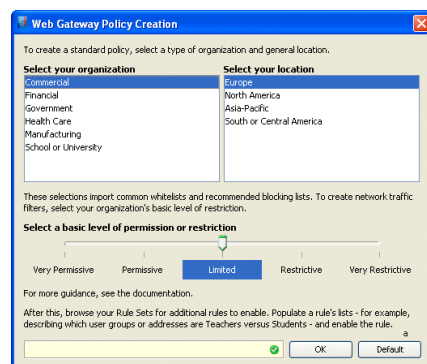 Web Gateway Policy Creation
To create a standard policy, select a type of organization and general location.
Select your organization
Commercial
Financial
Government
Health Care
Manufacturing
School or University
Select your location
Europe
North America
Asia-Pacific
South or Central America
These selections import common whitelists and recommended blocking lists. To create network traffic
filters, select your organization's basic level of restriction.
Select a basic level of permission or restriction
Very Permissive Permissive Limited Restrictive Very Restrictive
For more guidance, see the documentation.
After this, browse your Rule Sets for additional rules to enable. Populate a rule's lists - for example,
describing which user groups or addresses are Teachers versus Students - and enable the rule.
a
OK Default